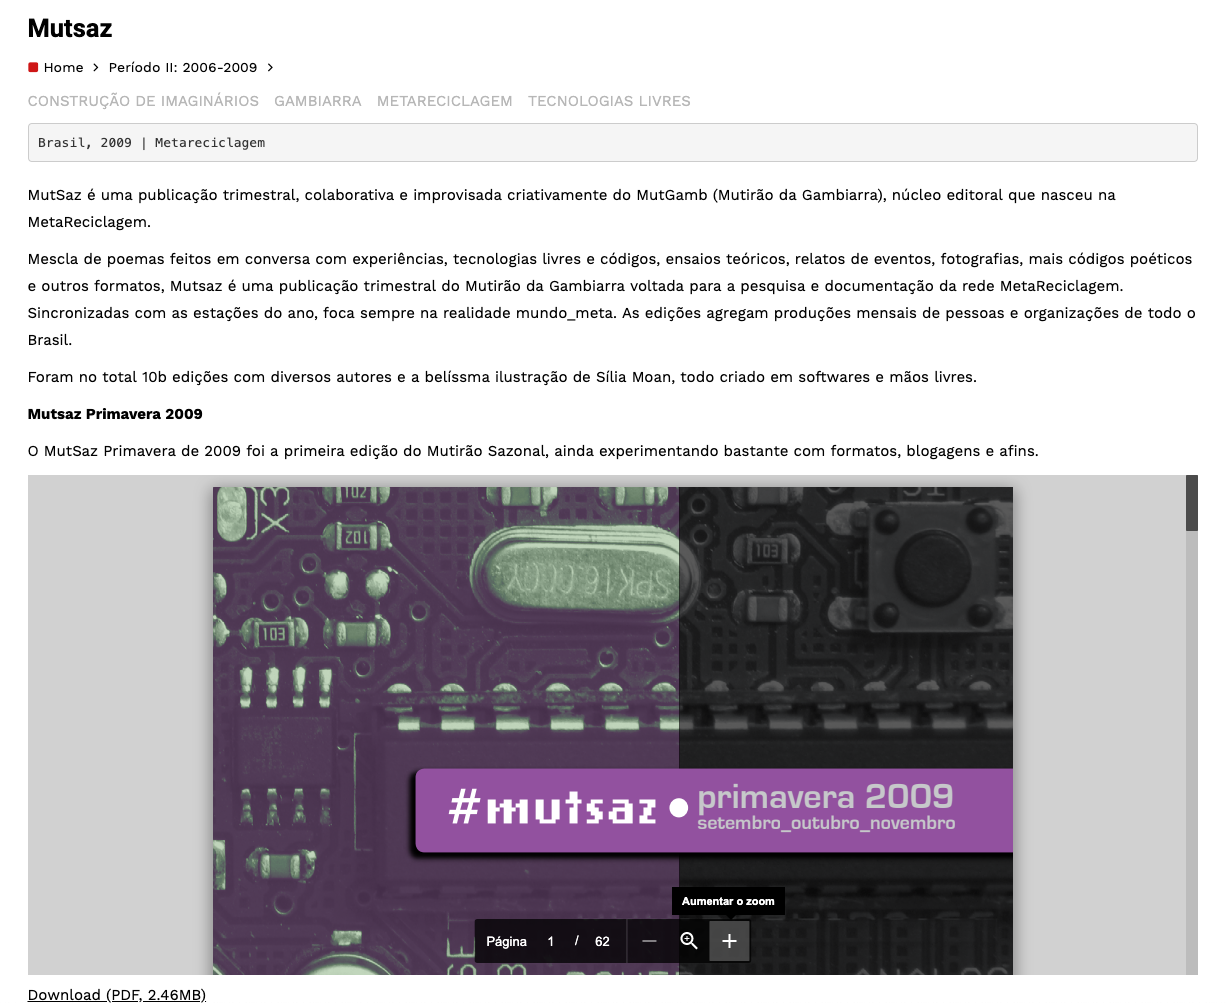 Mutsaz
Home > Período II: 2006-2009 >
CONSTRUÇÃO DE IMAGINÁRIOS GAMBIARRA METARECICLAGEM TECNOLOGIAS LIVRES
Brasil, 2009 | Metareciclagem
MutSaz é uma publicação trimestral, colaborativa e improvisada criativamente do MutGamb (Mutirão da Gambiarra), núcleo editorial que nasceu na
MetaReciclagem.
Mescla de poemas feitos em conversa com experiências, tecnologias livres e códigos, ensaios teóricos, relatos de eventos, fotografias, mais códigos poéticos
e outros formatos, Mutsaz é uma publicação trimestral do Mutirão da Gambiarra voltada para a pesquisa e documentação da rede MetaReciclagem.
Sincronizadas com as estações do ano, foca sempre na realidade mundo_meta. As edições agregam produções mensais de pessoas e organizações de todo o
Brasil.
Foram no total 10b edições com diversos autores e a belíssma ilustração de Sília Moan, todo criado em softwares e mãos livres.
Mutsaz Primavera 2009
O MutSaz Primavera de 2009 foi a primeira edição do Mutirão Sazonal, ainda experimentando bastante com formatos, blogagens e afins.
X3
102
102
103
SPK16.CCCY
103
#mutsaz • primavera 2009
setembro_outubro_novembro
Aumentar o zoom
Página 1 / 62
Download (PDF, 2.46MB)